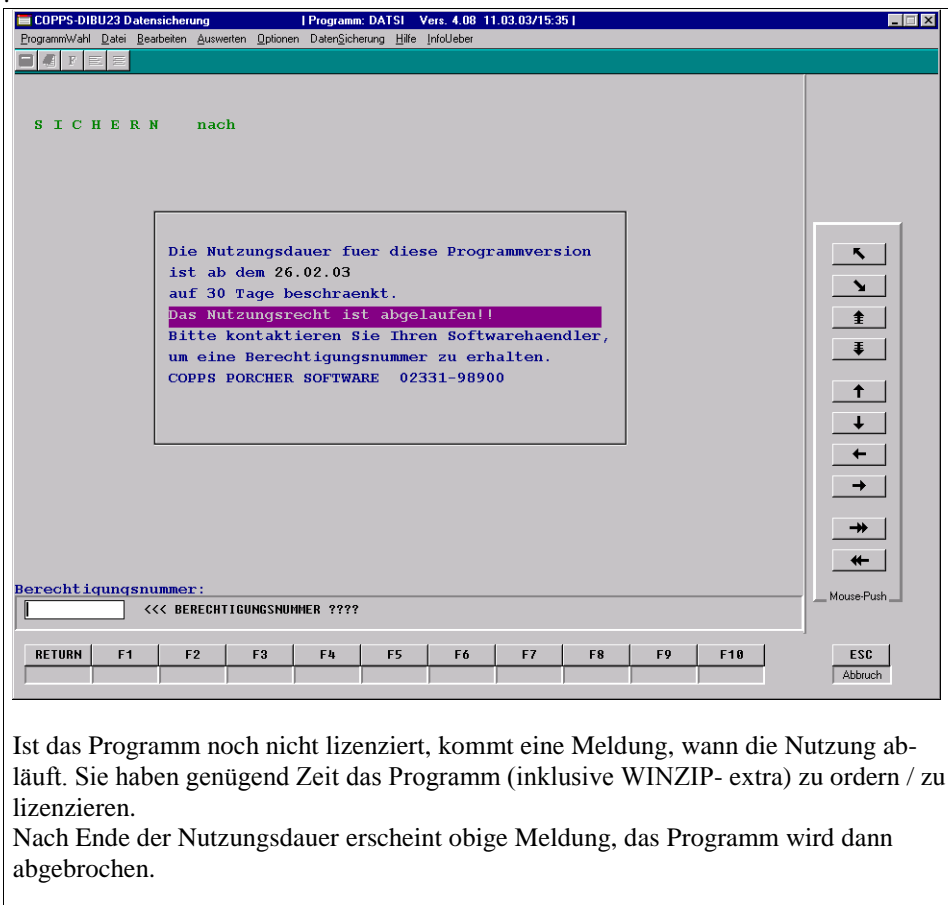 COPPS-DIBU23 Datensicherung | Programm: DATSI Vers. 4.08 11.03.03/15:35 |
ProgrammWahl Datei Bearbeiten Auswerten Optionen DatenSicherung Hilfe InfoUeber
F
S I C H E R N nach
Die Nutzungsdauer fuer diese Programmversion
ist ab dem 26.02.03
auf 30 Tage beschraenkt.
Das Nutzungsrecht ist abgelaufen!!
Bitte kontaktieren Sie Ihren Softwarehaendler,
um eine Berechtigungsnummer zu erhalten.
COPPS PORCHER SOFTWARE 02331-98900
Mouse-Push
Berechtigungsnummer:
<<< BERECHTIGUNGSNUMMER ????
RETURN F1 F2 F3 F4 F5 F6 F7 F8 F9 F10 ESC
Abbruch
Ist das Programm noch nicht lizenziert, kommt eine Meldung, wann die Nutzung ab-
läuft. Sie haben genügend Zeit das Programm (inklusive WINZIP- extra) zu ordern / zu
lizenzieren.
Nach Ende der Nutzungsdauer erscheint obige Meldung, das Programm wird dann
abgebrochen.